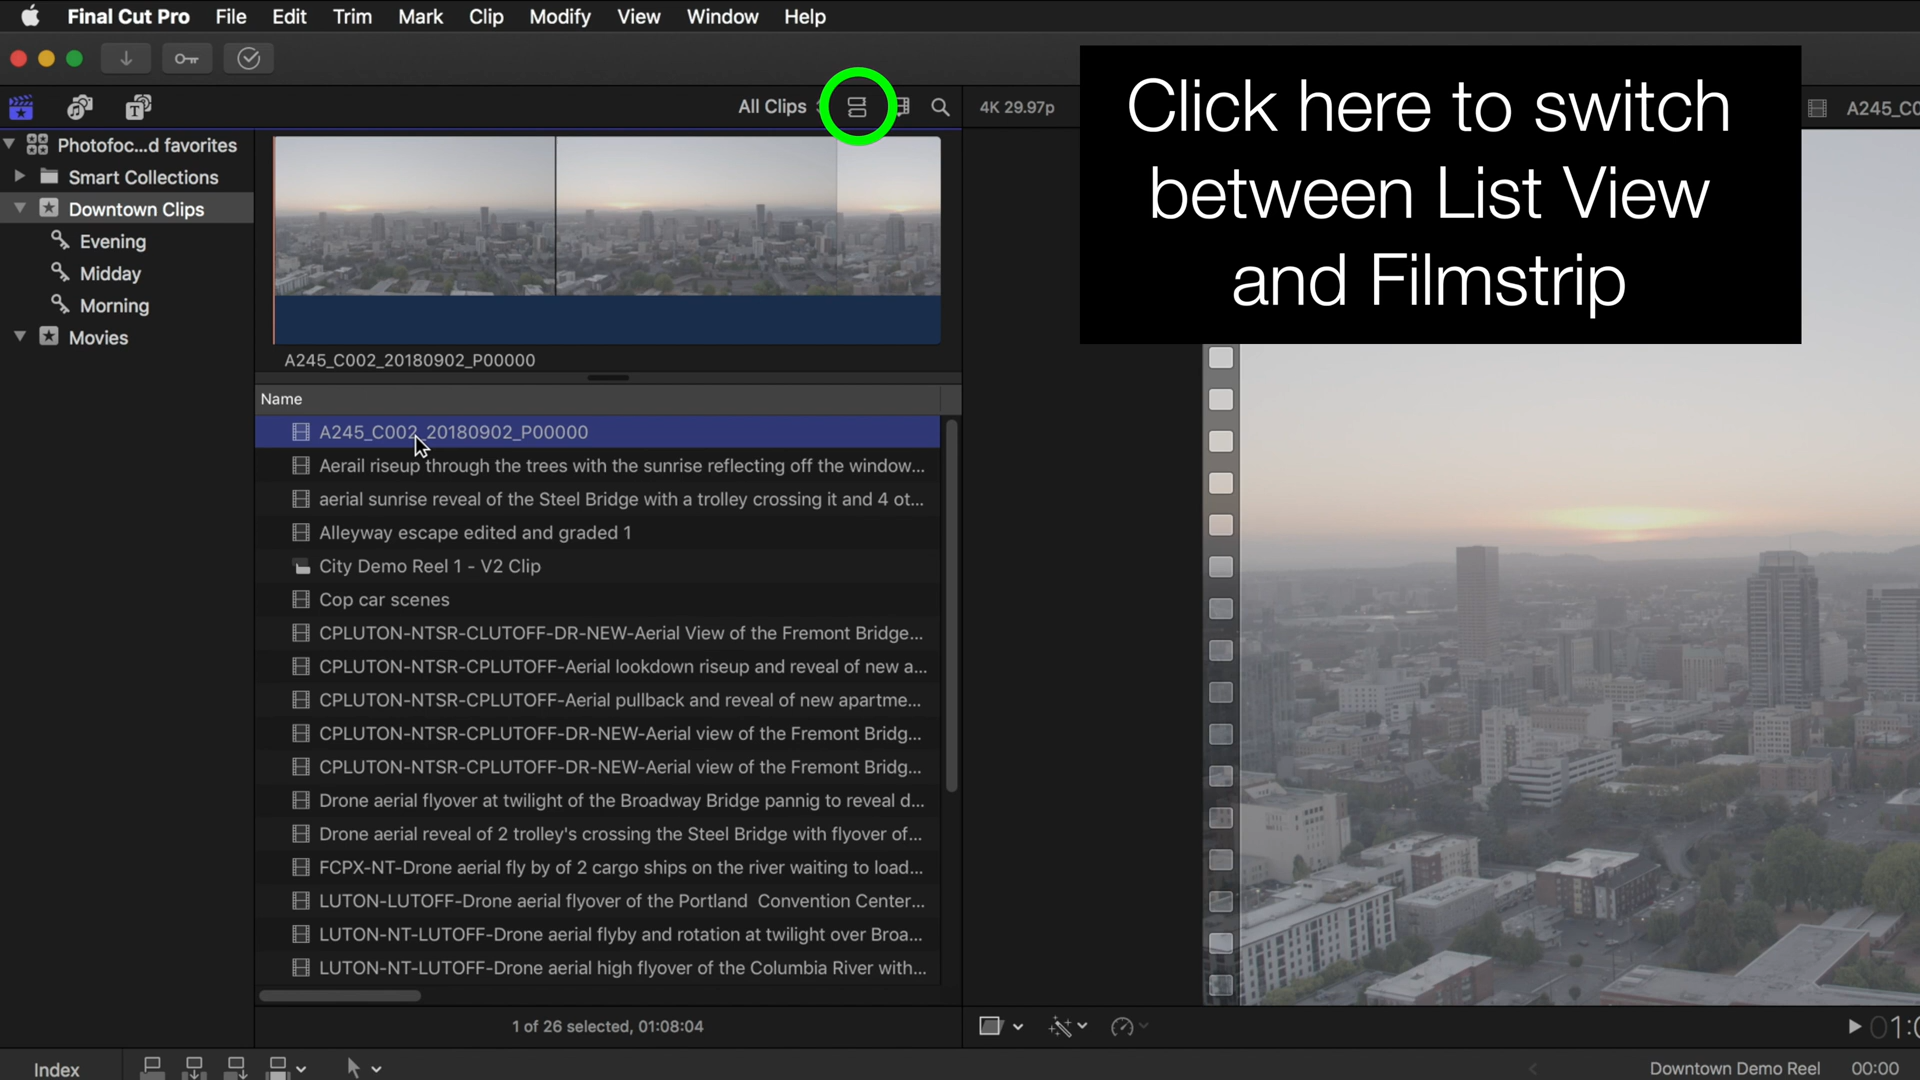 Final Cut Pro File Edit Trim Mark Clip Modify View Window Help
All Clips
4K 29.97p
A245_C0
Click here to switch
between List View
and Filmstrip
Photofoc...d favorites
Smart Collections
Downtown Clips
Evening
Midday
Morning
Movies
A245_C002_20180902_P00000
Name
A245_C002_20180902_P00000
Aerail riseup through the trees with the sunrise reflecting off the window...
aerial sunrise reveal of the Steel Bridge with a trolley crossing it and 4 ot...
Alleyway escape edited and graded 1
City Demo Reel 1 - V2 Clip
Cop car scenes
CPLUTON-NTSR-CLUTOFF-DR-NEW-Aerial View of the Fremont Bridge...
CPLUTON-NTSR-CPLUTOFF-Aerial lookdown riseup and reveal of new a...
CPLUTON-NTSR-CPLUTOFF-Aerial pullback and reveal of new apartme...
CPLUTON-NTSR-CPLUTOFF-DR-NEW-Aerial view of the Fremont Bridg...
CPLUTON-NTSR-CPLUTOFF-DR-NEW-Aerial view of the Fremont Bridg...
Drone aerial flyover at twilight of the Broadway Bridge pannig to reveal d...
Drone aerial reveal of 2 trolley's crossing the Steel Bridge with flyover of...
FCPX-NT-Drone aerial fly by of 2 cargo ships on the river waiting to load...
LUTON-LUTOFF-Drone aerial flyover of the Portland  Convention Center...
LUTON-NT-LUTOFF-Drone aerial flyby and rotation at twilight over Broa...
LUTON-NT-LUTOFF-Drone aerial high flyover of the Columbia River with...
1 of 26 selected, 01:08:04
01:0
Index
Downtown Demo Reel
00:00